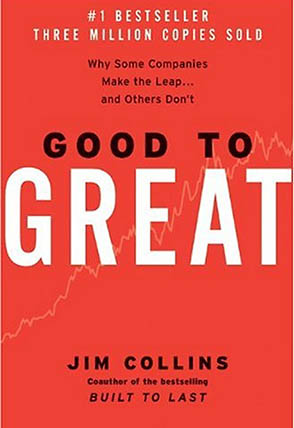 #1 BESTSELLER
THREE MILLION COPIES SOLD
Why Some Companies
Make the Leap...
and Others Don't
GOOD TO
GREAT
JIM COLLINS
Coauthor of the bestselling
BUILT TO LAST